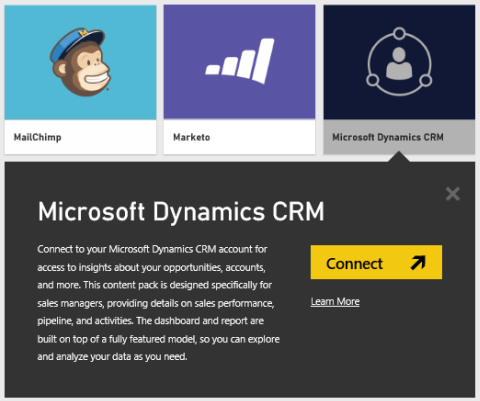 MailChimp
Marketo
Microsoft Dynamics CRM
Microsoft Dynamics CRM
Connect to your Microsoft Dynamics CRM account for
access to insights about your opportunities, accounts,
and more. This content pack is designed specifically for
sales managers, providing details on sales performance,
pipeline, and activities. The dashboard and report are
built on top of a fully featured model, so you can explore
and analyze your data as you need.
Connect
Learn More